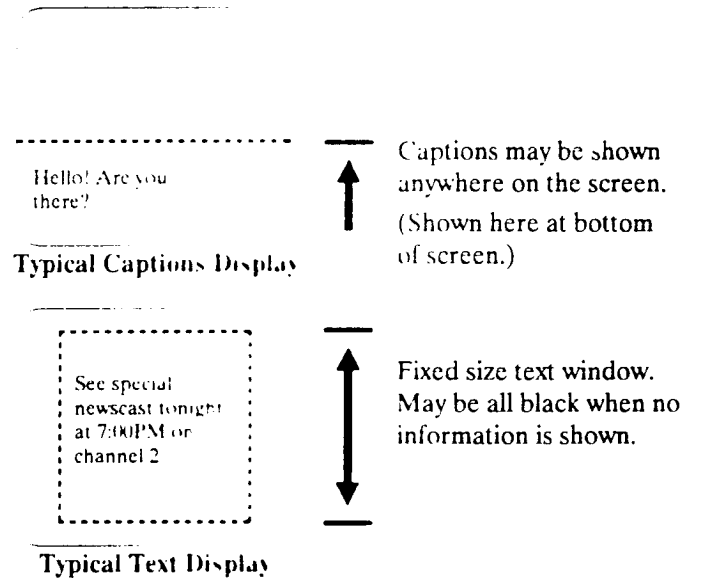 Hello! Are you
there?
Captions may be shown
anywhere on the screen.
(Shown here at bottom
of screen.)
Typical Captions Display
See special
newscast tonight
at 7:00PM on
channel 2
Fixed size text window.
May be all black when no
information is shown.
Typical Text Display